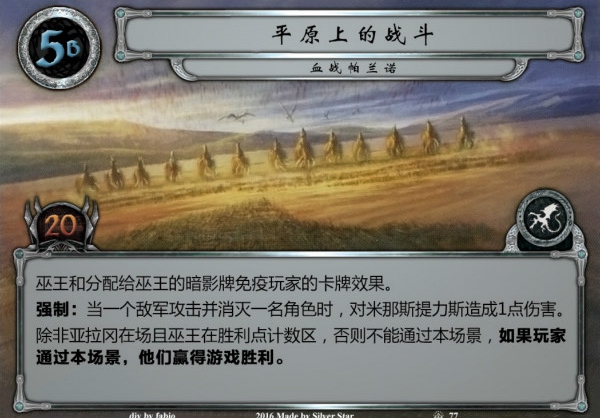 5B
平原上的战斗
血战帕兰诺
20
巫王和分配给巫王的暗影牌免疫玩家的卡牌效果。
强制：当一个敌军攻击并消灭一名角色时，对米那斯提力斯造成1点伤害。
除非亚拉冈在场且巫王在胜利点计数区，否则不能通过本场景，如果玩家
通过本场景，他们赢得游戏胜利。
diy by fabio 2016 Made by Silver Star 77